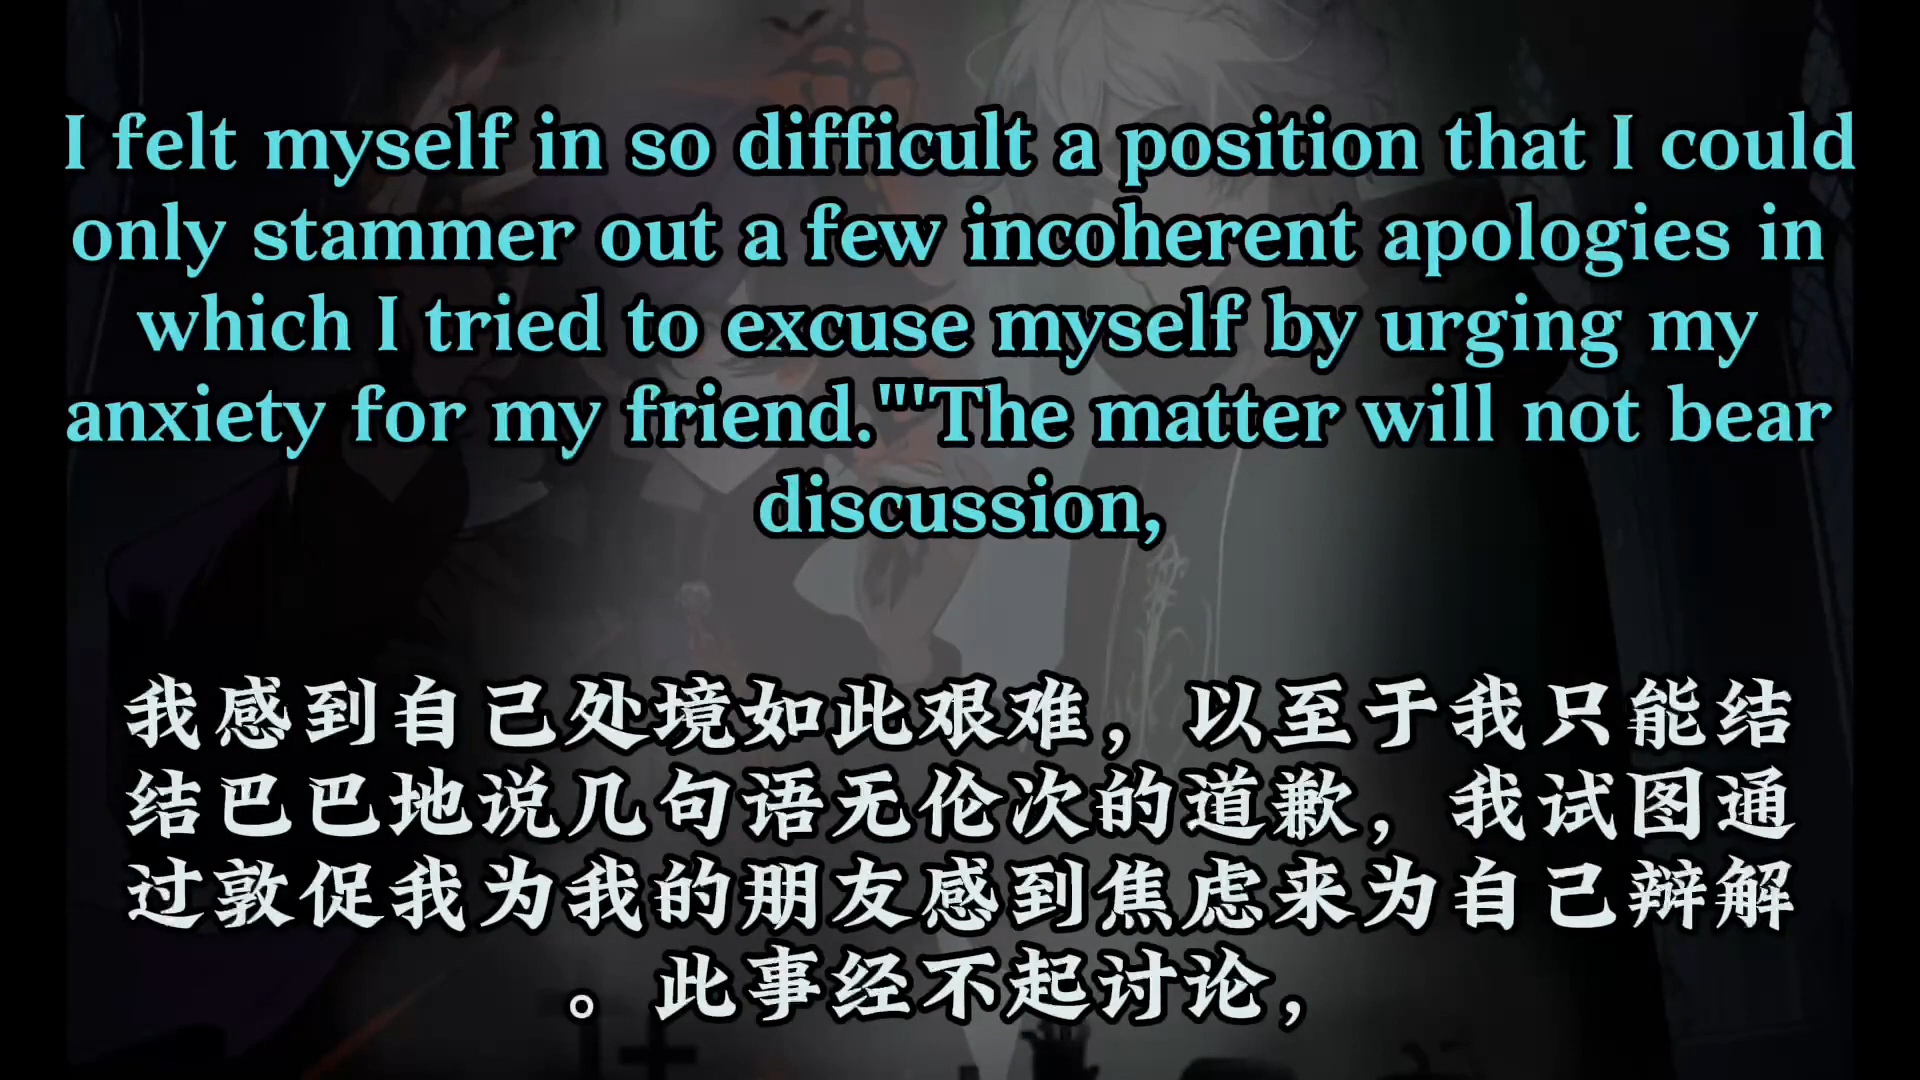 I felt myself in so difficult a position that I could
only stammer out a few incoherent apologies in
which I tried to excuse myself by urging my
anxiety for my friend."'The matter will not bear
discussion,
我感到自己处境如此艰难，以至于我只能结
结巴巴地说几句语无伦次的道歉，我试图通
过敦促我为我的朋友感到焦虑来为自己辩解
。此事经不起讨论，